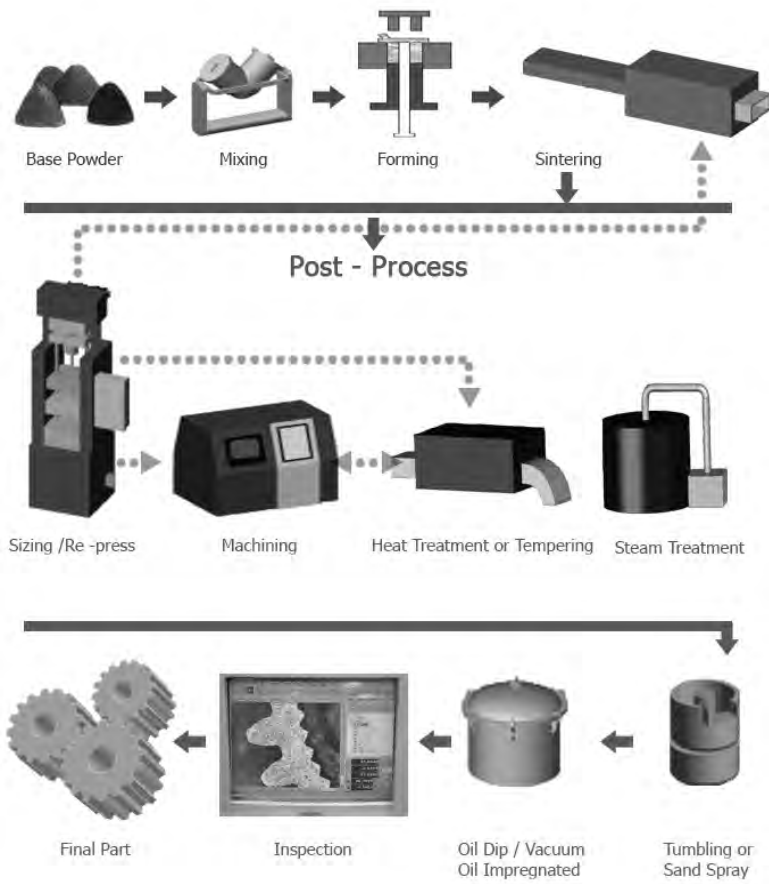 Base Powder
Mixing
Forming
Sintering
Post - Process
Sizing /Re -press
Machining
Heat Treatment or Tempering
Steam Treatment
Final Part
Inspection
Oil Dip / Vacuum
Oil Impregnated
Tumbling or
Sand Spray